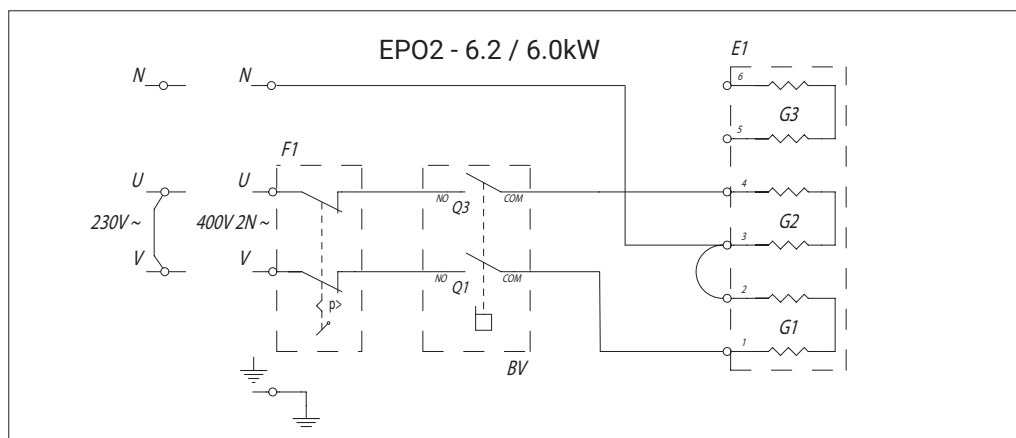 EPO2 - 6.2 / 6.0kW
E1
N
N
6
G3
5
F1
U
U
4
NO
Q3
COM
230V ~
400V 2N ~
G2
V
V
3
NO
Q1
COM
2
p>
G1
1
BV